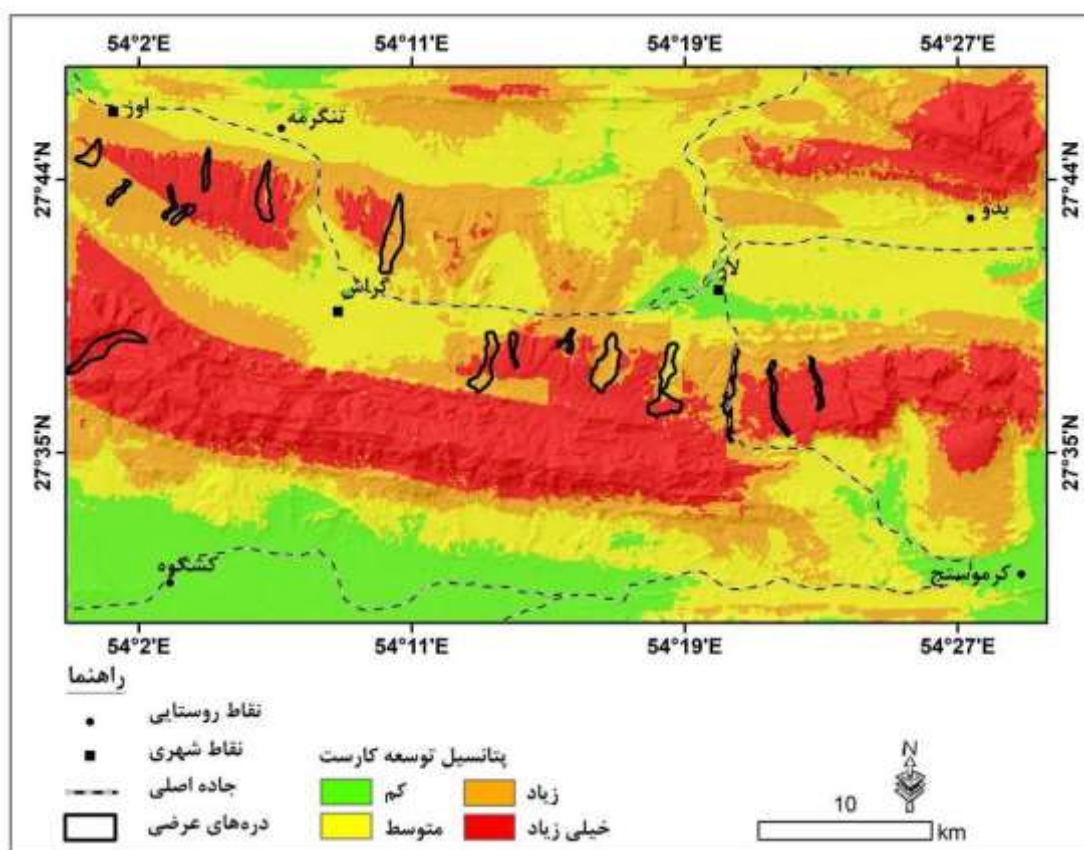 54°2'E 54°11'E 54°19'E 54°27'E
27°44'N 27°44'N
27°35'N 27°35'N
اوز
تنگرمه
بدو
لار
گراش
کشگوه
کرموستج
54°2'E 54°11'E 54°19'E 54°27'E
راهنما
نقاط روستایی
نقاط شهری
جاده اصلی
دره‌های عرضی
پتانسیل توسعه کارست
کم
زیاد
متوسط
خیلی زیاد
N
10
km